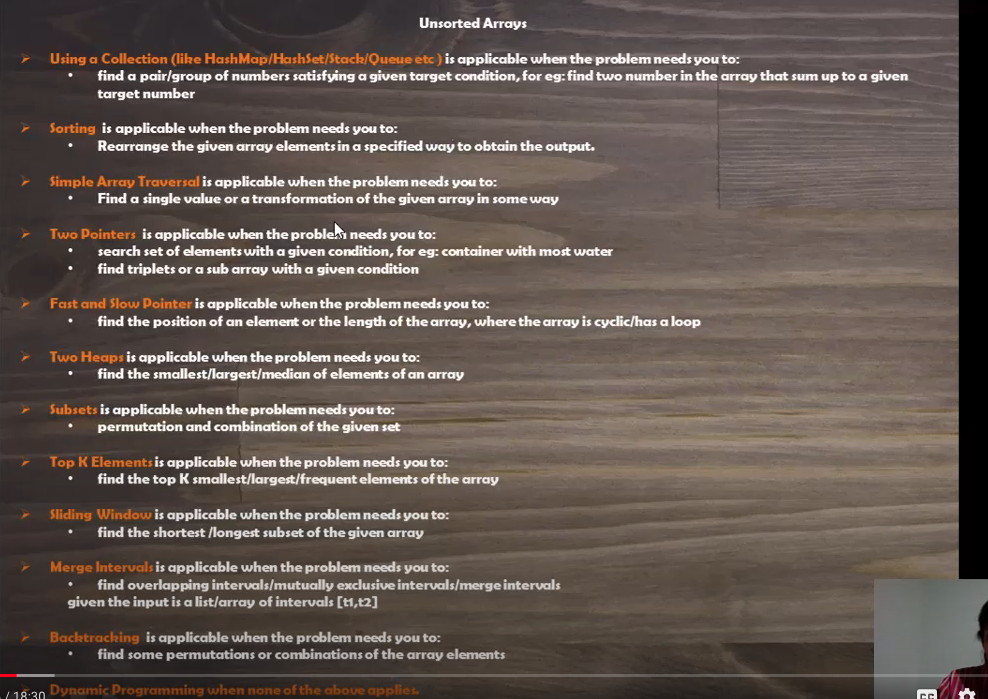 Unsorted Arrays
➢ Using a Collection (like HashMap/HashSet/Stack/Queue etc ) is applicable when the problem needs you to:
• find a pair/group of numbers satisfying a given target condition, for eg: find two number in the array that sum up to a given
target number
➢ Sorting is applicable when the problem needs you to:
• Rearrange the given array elements in a specified way to obtain the output.
➢ Simple Array Traversal is applicable when the problem needs you to:
• Find a single value or a transformation of the given array in some way
➢ Two Pointers is applicable when the problem needs you to:
• search set of elements with a given condition, for eg: container with most water
• find triplets or a sub array with a given condition
➢ Fast and Slow Pointer is applicable when the problem needs you to:
• find the position of an element or the length of the array, where the array is cyclic/has a loop
➢ Two Heaps is applicable when the problem needs you to:
• find the smallest/largest/median of elements of an array
➢ Subsets is applicable when the problem needs you to:
• permutation and combination of the given set
➢ Top K Elements is applicable when the problem needs you to:
• find the top K smallest/largest/frequent elements of the array
➢ Sliding Window is applicable when the problem needs you to:
• find the shortest /longest subset of the given array
➢ Merge Intervals is applicable when the problem needs you to:
• find overlapping intervals/mutually exclusive intervals/merge intervals
given the input is a list/array of intervals [t1,t2]
➢ Backtracking is applicable when the problem needs you to:
• find some permutations or combinations of the array elements
➢ Dynamic Programming when none of the above applies.
/ 18:30
CC